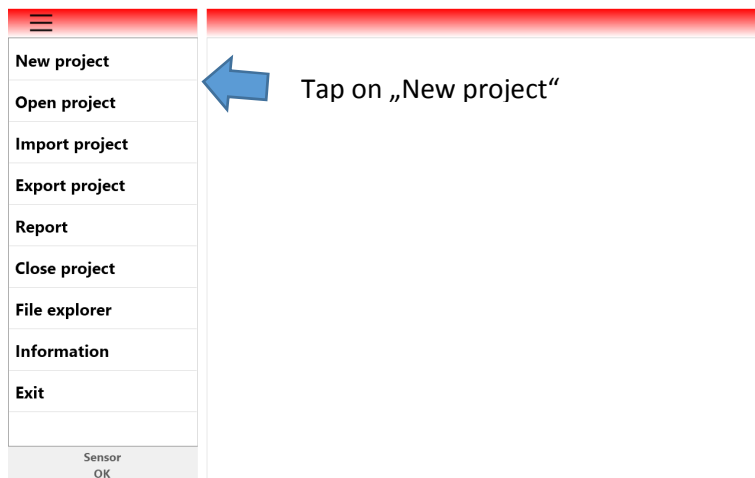 New project
Tap on „New project“
Open project
Import project
Export project
Report
Close project
File explorer
Information
Exit
Sensor
OK